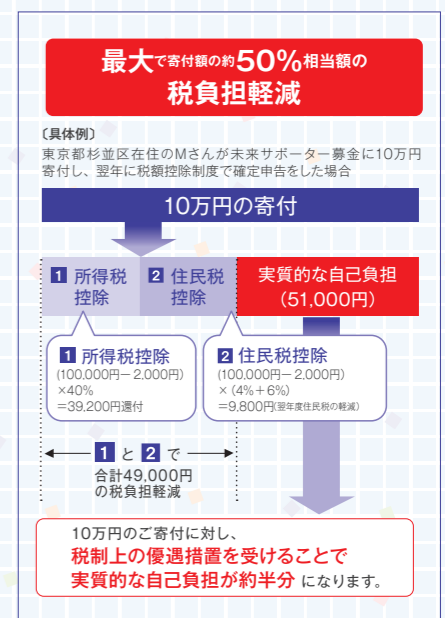 最大で寄付額の約50%相当額の
税負担軽減
〔具体例〕
東京都杉並区在住のMさんが未来サポーター募金に10万円
寄付し、翌年に税額控除制度で確定申告をした場合
10万円の寄付
1 所得税
控除
2 住民税
控除
実質的な自己負担
(51,000円)
1 所得税控除
(100,000円－2,000円)
×40%
=39,200円還付
2 住民税控除
(100,000円－2,000円)
×(4%+6%)
=9,800円(翌年度住民税の軽減)
1 と 2 で
合計49,000円
の税負担軽減
10万円のご寄付に対し、
税制上の優遇措置を受けることで
実質的な自己負担が約半分 になります。